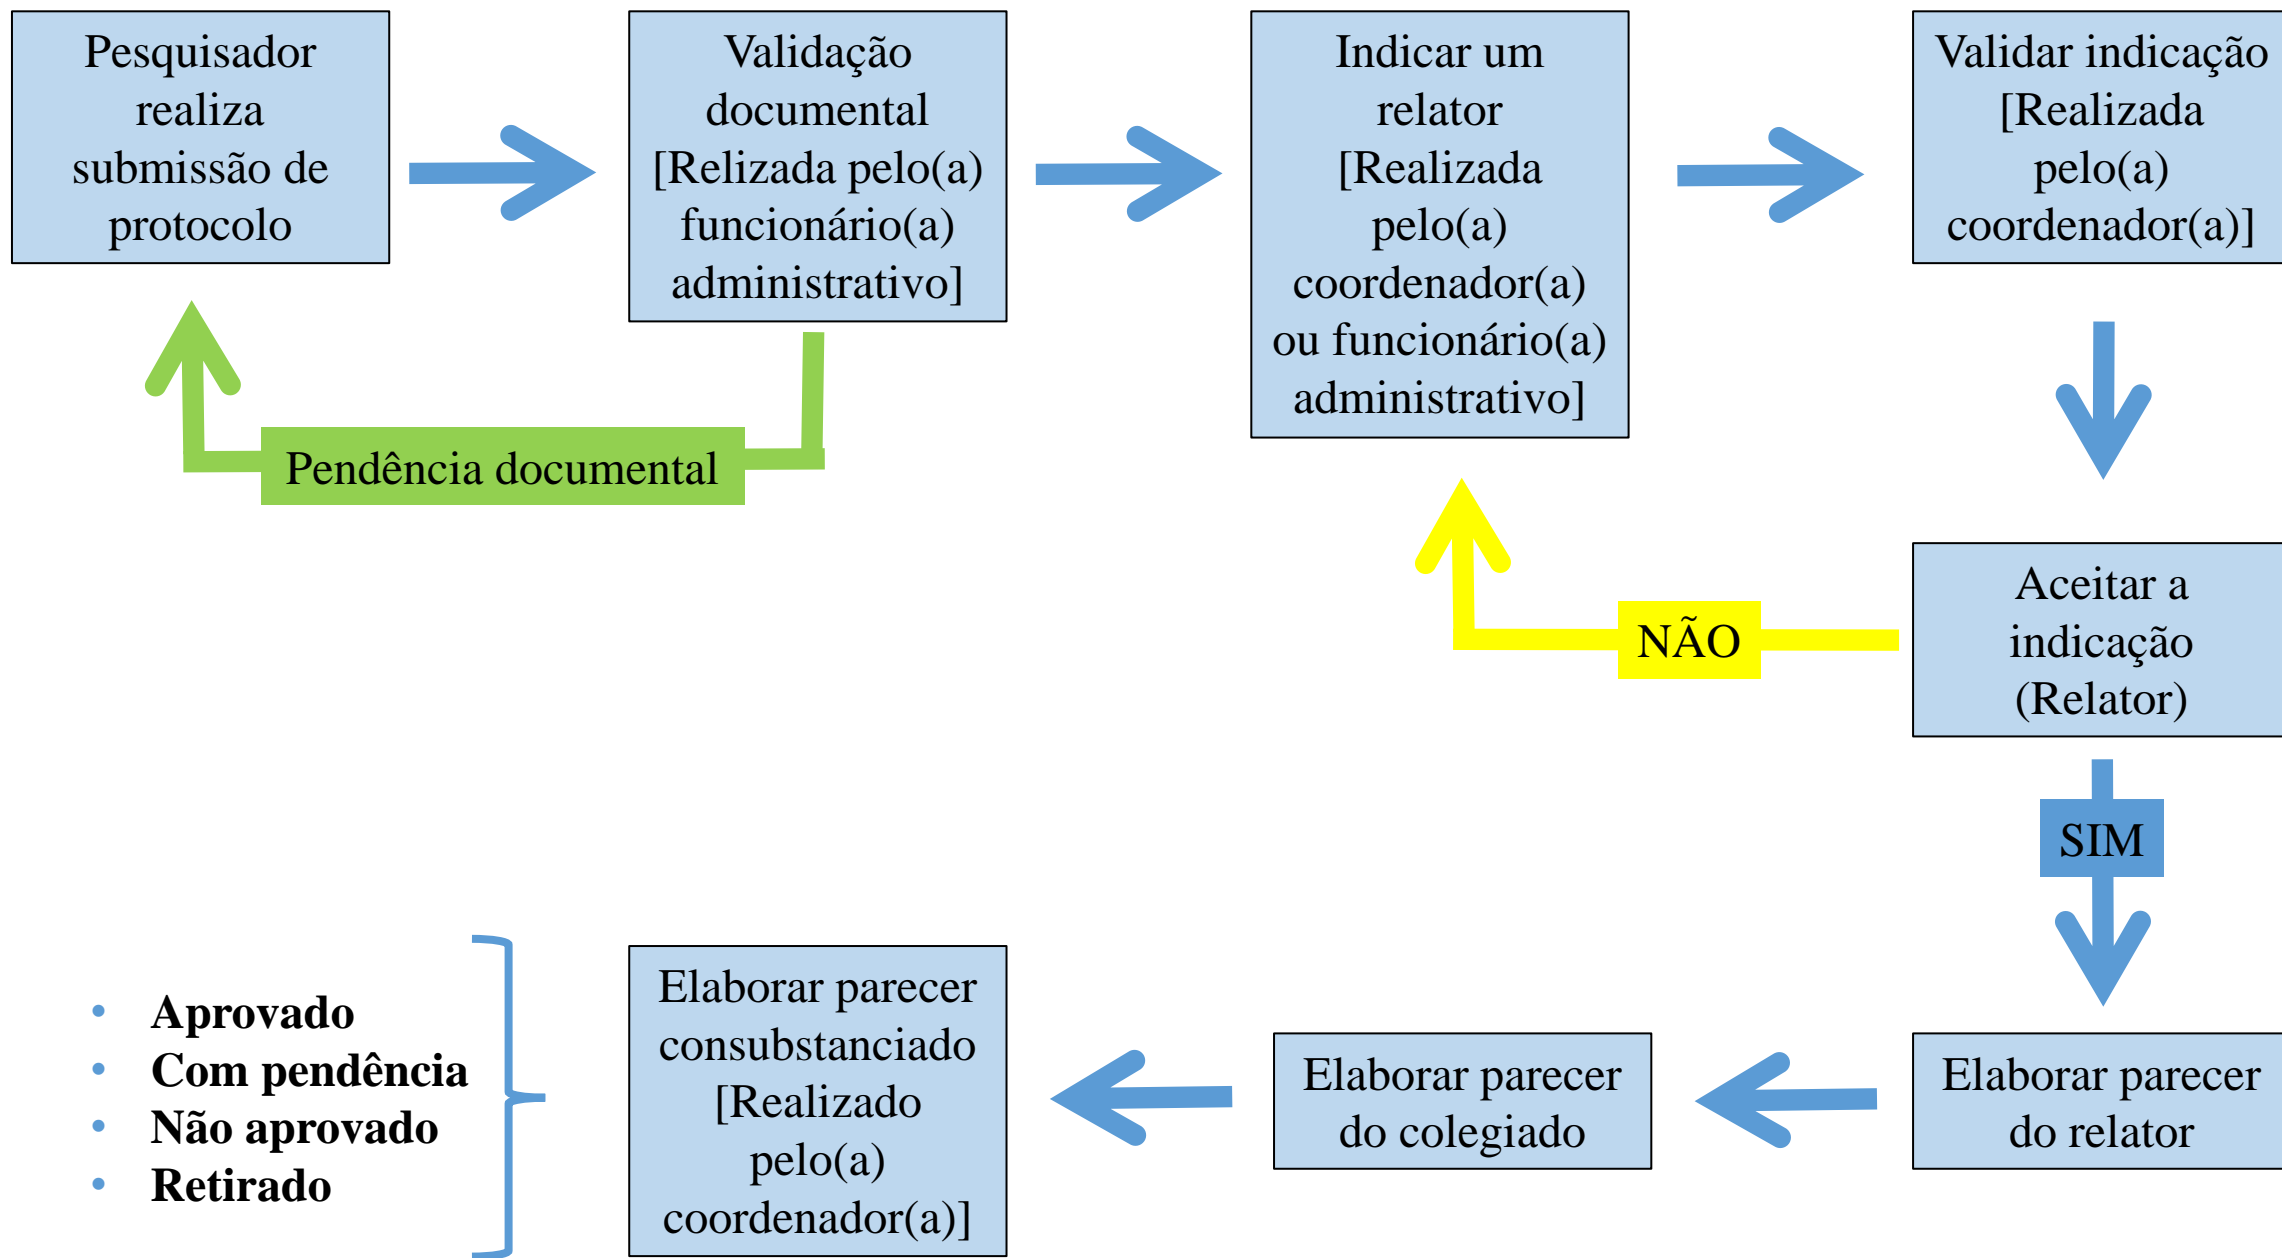 Pesquisador
realiza
submissão de
protocolo
Validação
documental
[Relizada pelo(a)
funcionário(a)
administrativo]
Indicar um
relator
[Realizada
pelo(a)
coordenador(a)
ou funcionário(a)
administrativo]
Validar indicação
[Realizada
pelo(a)
coordenador(a)]
Pendência documental
NÃO
Aceitar a
indicação
(Relator)
SIM
Elaborar parecer
do relator
Elaborar parecer
do colegiado
Elaborar parecer
consubstanciado
[Realizado
pelo(a)
coordenador(a)]
• Aprovado
• Com pendência
• Não aprovado
• Retirado